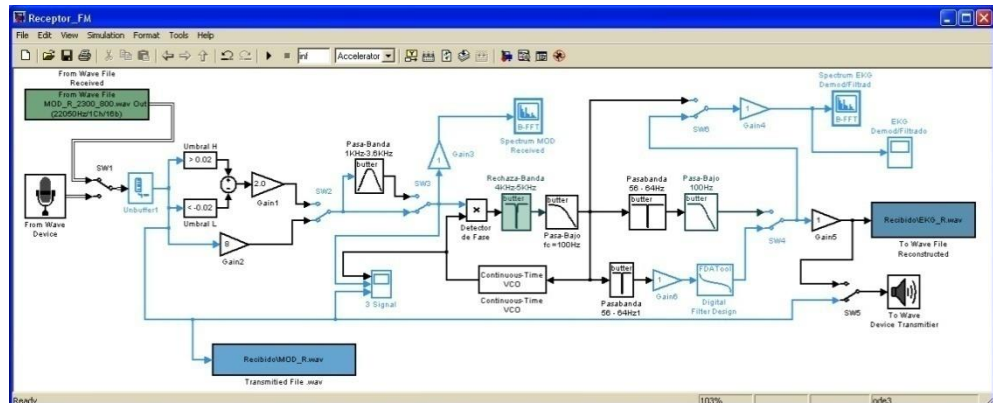 Receptor_FM
File Edit View Simulation Format Tools Help
inf
Accelerator
From Wave File
Received
From Wave File
MOD_R_2300_800.wav Out
(22050Hz/1Ch/16b)
SW1
From Wave
Device
Unbuffer1
Umbral H
> 0.02
< -0.02
Umbral L
2.0
Gain1
8
Gain2
SW2
Pasa-Banda
1KHz-3.6KHz
butter
SW3
1
Gain3
B-FFT
Spectrum MOD
Received
3 Signal
Detector
de Fase
Rechaza-Banda
4kHz-5KHz
butter
butter
Pasa-Bajo
fc =100Hz
Continuous-Time
VCO
Continuous-Time
VCO
Pasabanda
56 - 64Hz
butter
Pasa-Bajo
100Hz
butter
butter
Pasabanda
56 - 64Hz1
1
Gain6
FDATool
Digital
Filter Design
SW4
SW6
1
Gain4
Spectrum EKG
Demod/Filtrad
B-FFT
EKG
Demod/Filtrado
1
Gain5
Recibido\EKG_R.wav
To Wave File
Reconstructed
SW5
To Wave
Device Transmitier
Recibido\MOD_R.wav
Transmitied File .wav
Ready
103%
ode3